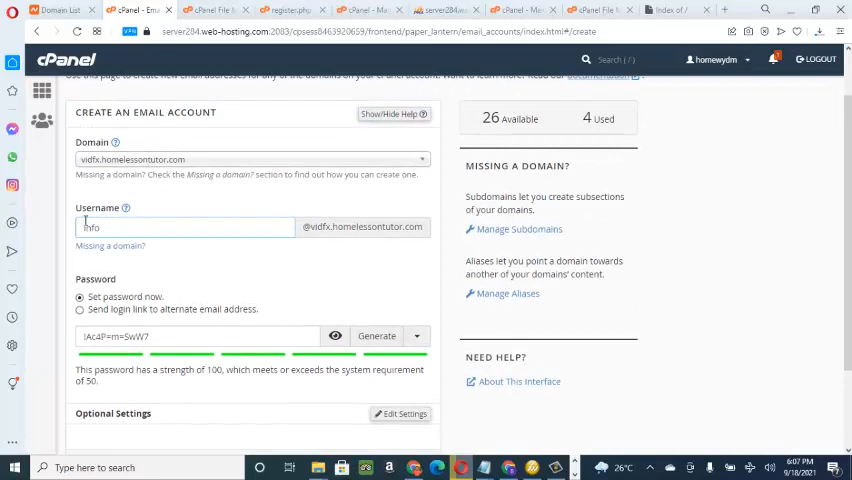 Domain List
cPanel - Ema
cPanel File M
register.php
cPanel - Ma
server284.w
cPanel - Ma
cPanel File M
Index of /
VPN
server284.web-hosting.com:2083/cpsess8463920659/frontend/paper_lantern/email_accounts/index.html#/create
cPanel
Search ( / )
homewydm
1
LOGOUT
CREATE AN EMAIL ACCOUNT
Show/Hide Help
Domain
vidfx.homelessontutor.com
Missing a domain? Check the Missing a domain? section to find out how you can create one.
Username
info
@vidfx.homelessontutor.com
Missing a domain?
Password
Set password now.
Send login link to alternate email address.
!Ac4P=m=SwW7
Generate
This password has a strength of 100, which meets or exceeds the system requirement
of 50.
Optional Settings
Edit Settings
26 Available
4 Used
MISSING A DOMAIN?
Subdomains let you create subsections
of your domains.
Manage Subdomains
Aliases let you point a domain towards
another of your domains' content.
Manage Aliases
NEED HELP?
About This Interface
Type here to search
26°C
6:07 PM
9/18/2021